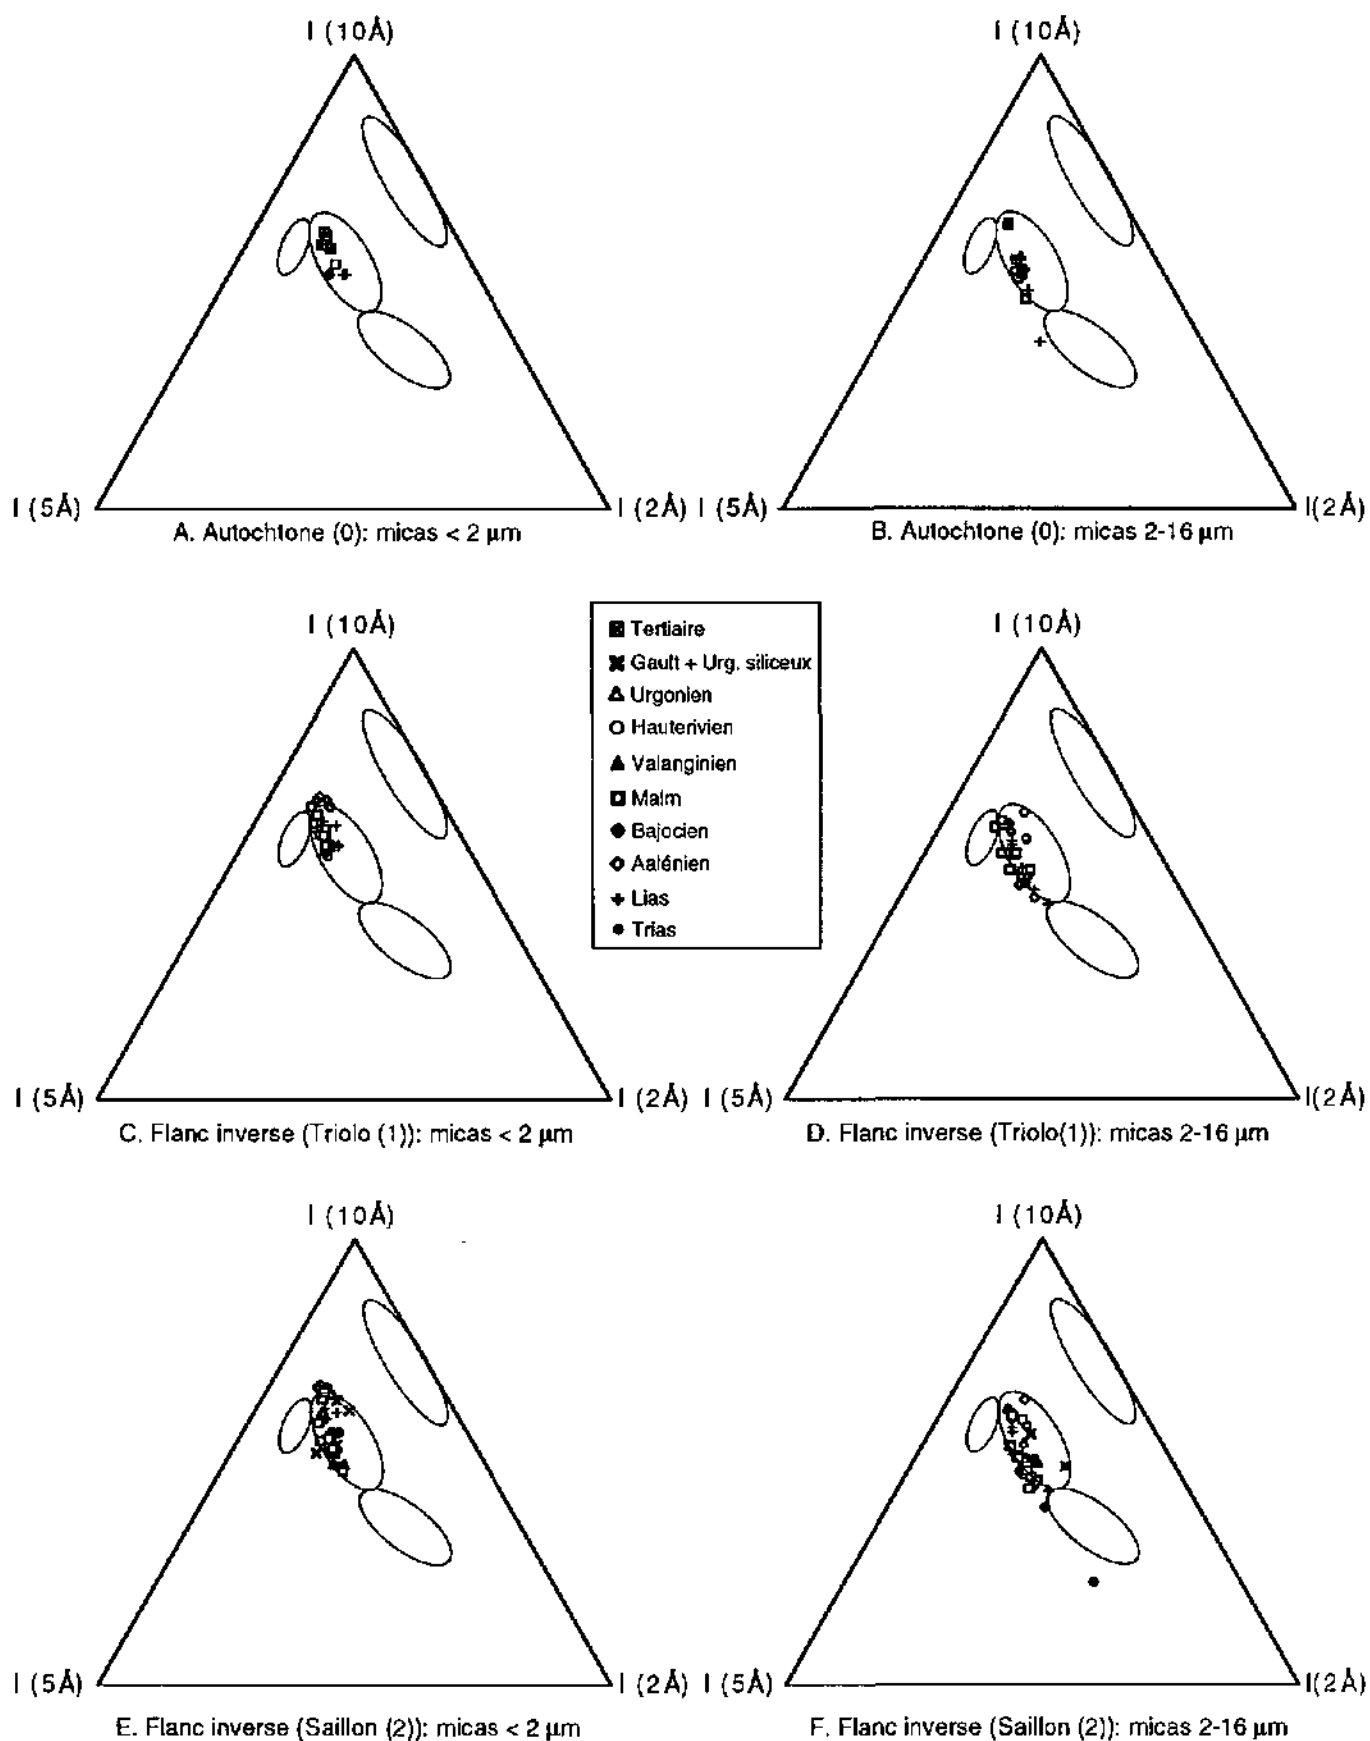 I (10Å)
I (10Å)
I (5Å)
I (2Å)
I (5Å)
I(2Å)
A. Autochtone (0): micas < 2 µm
B. Autochtone (0): micas 2-16 µm
I (10Å)
I (10Å)
Tertiaire
Gault + Urg. siliceux
Urgonien
Hauterivien
Valanginien
Malm
Bajocien
Aalénien
Lias
Trias
I (5Å)
I (2Å)
I (5Å)
I(2Å)
C. Flanc inverse (Triolo (1)): micas < 2 µm
D. Flanc inverse (Triolo(1)): micas 2-16 µm
I (10Å)
I (10Å)
I (5Å)
I (2Å)
I (5Å)
I(2Å)
E. Flanc inverse (Saillon (2)): micas < 2 µm
F. Flanc inverse (Saillon (2)): micas 2-16 µm